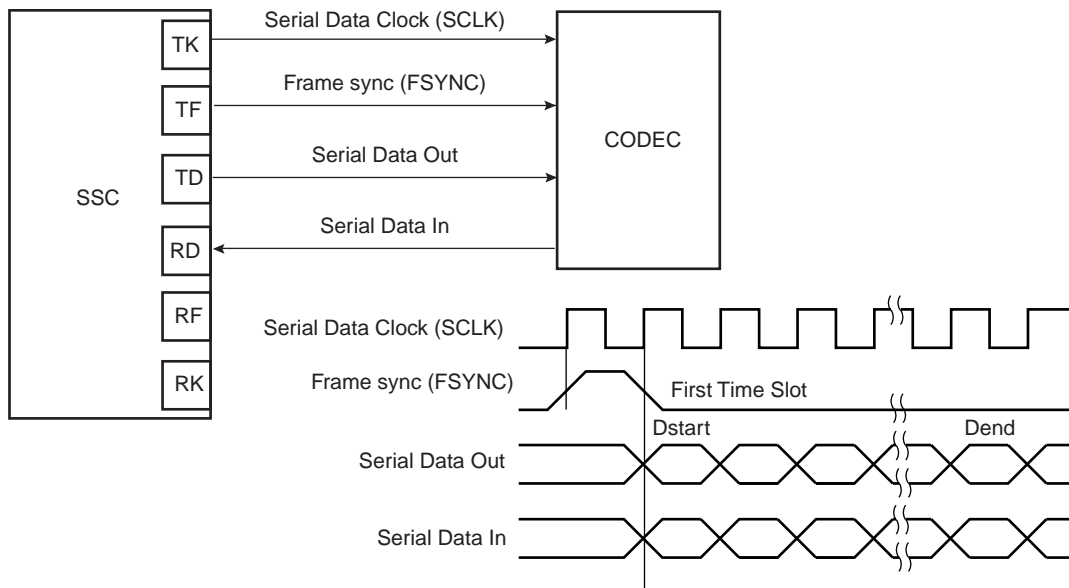 Serial Data Clock (SCLK)
TK
Frame sync (FSYNC)
TF
CODEC
Serial Data Out
TD
SSC
Serial Data In
RD
RF
Serial Data Clock (SCLK)
RK
Frame sync (FSYNC)
First Time Slot
Dstart
Dend
Serial Data Out
Serial Data In